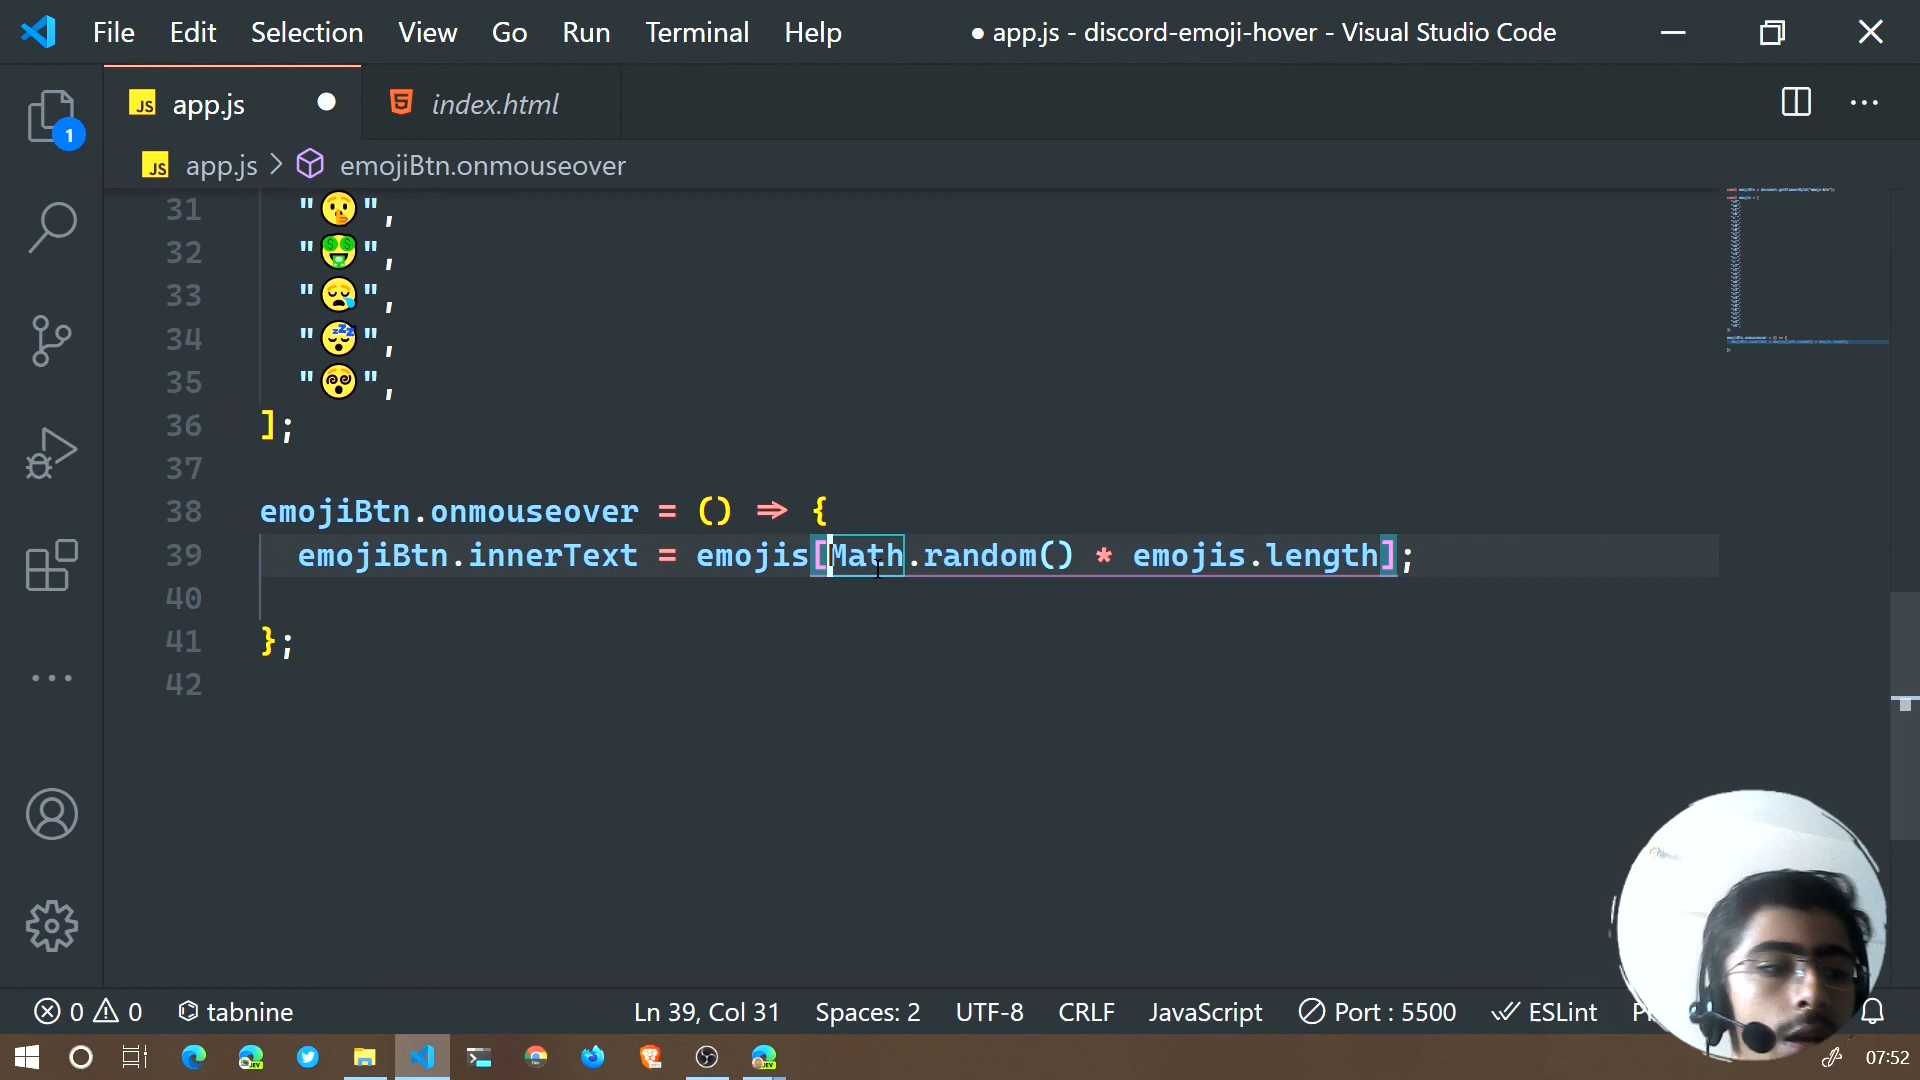 File Edit Selection View Go Run Terminal Help ● app.js - discord-emoji-hover - Visual Studio Code
JS app.js ● index.html
1
JS app.js > emojiBtn.onmouseover
31 "🤫",
32 "🤑",
33 "😪",
34 "😴",
35 "😵",
36 ];
37
38 emojiBtn.onmouseover = () => {
39 emojiBtn.innerText = emojis[Math.random() * emojis.length];
40
41 };
42
0 0 tabnine Ln 39, Col 31 Spaces: 2 UTF-8 CRLF JavaScript Port : 5500 ESLint
07:52